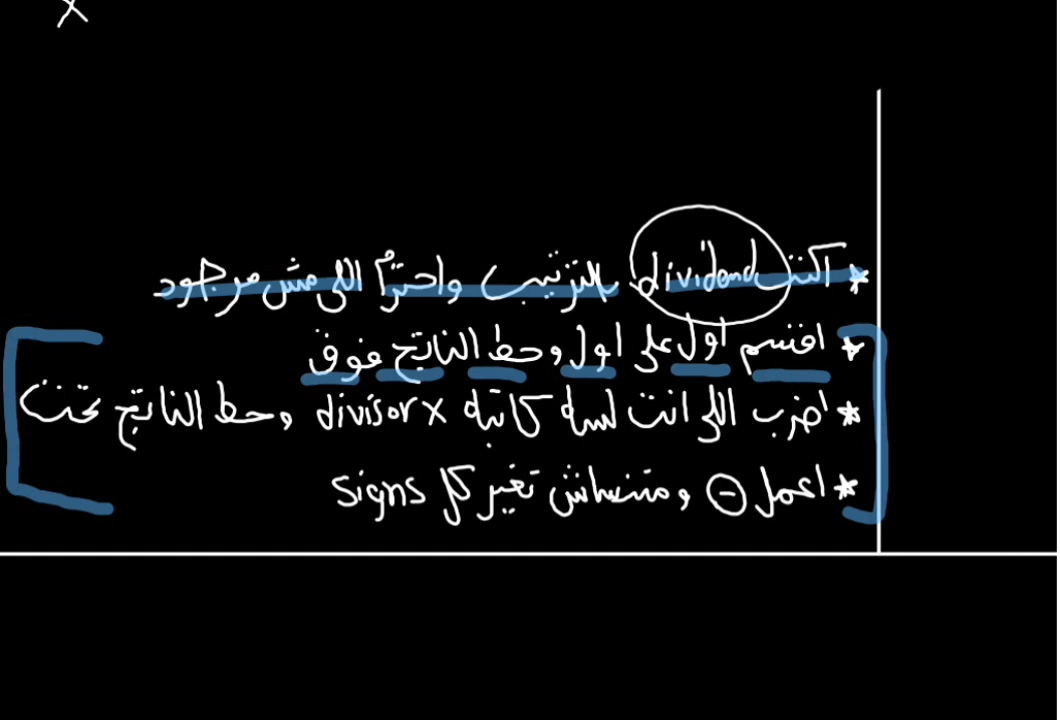 x
* اكتب dividend بالترتيب واحترم اللي مش موجود
* اقسم اول على اول وحط الناتج فوق
* اضرب اللي انت لسه كاتبه x divisor وحط الناتج تحت
* اعمل ⊖ ومتنساش تغير كل signs